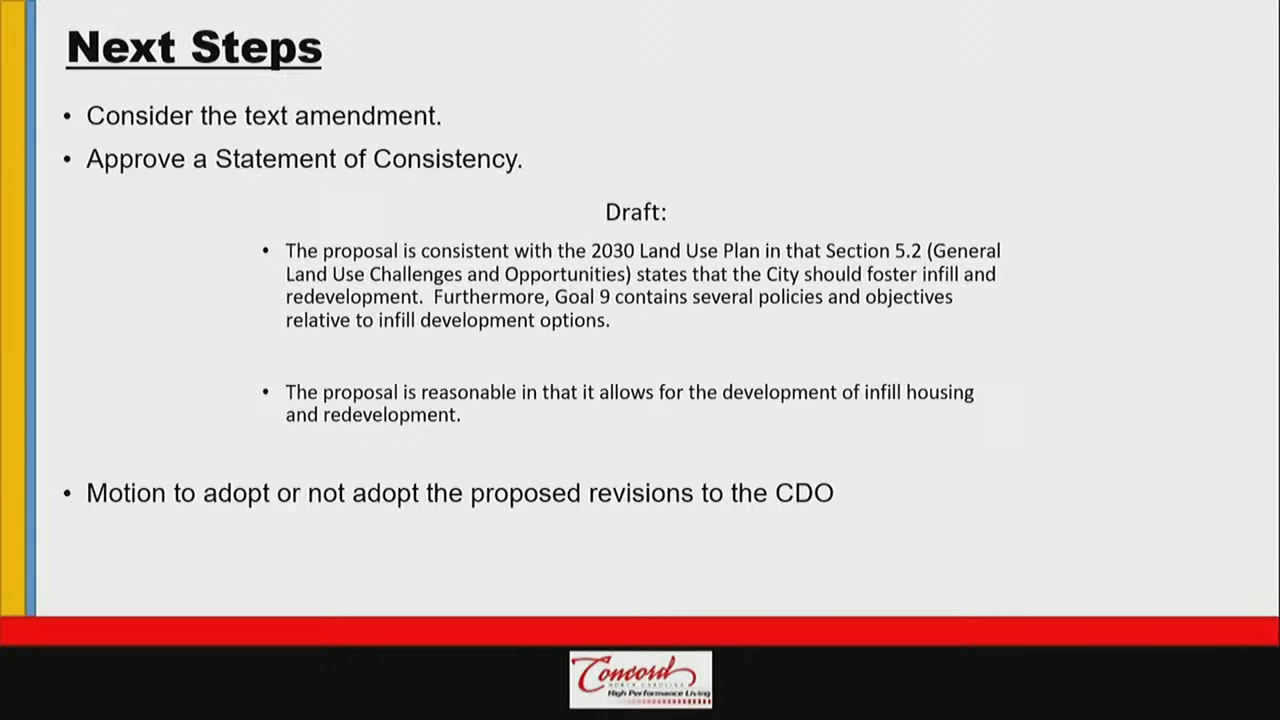 Next Steps
• Consider the text amendment.
• Approve a Statement of Consistency.
Draft:
• The proposal is consistent with the 2030 Land Use Plan in that Section 5.2 (General
Land Use Challenges and Opportunities) states that the City should foster infill and
redevelopment.  Furthermore, Goal 9 contains several policies and objectives
relative to infill development options.
• The proposal is reasonable in that it allows for the development of infill housing
and redevelopment.
• Motion to adopt or not adopt the proposed revisions to the CDO
Concord
NORTH CAROLINA
High Performance Living